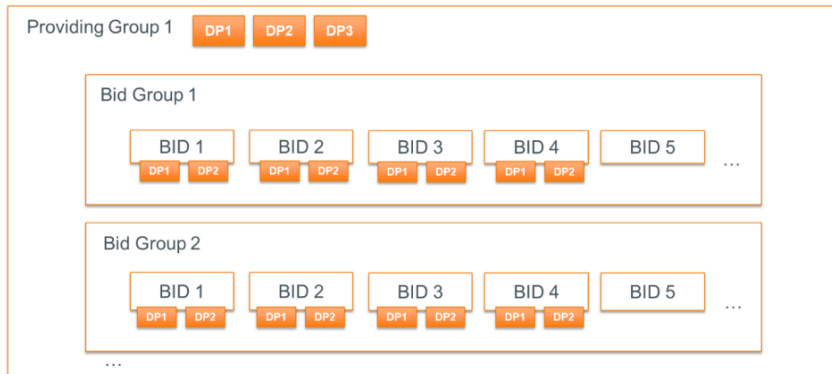 Providing Group 1 DP1 DP2 DP3
Bid Group 1
BID 1 BID 2 BID 3 BID 4 BID 5
DP1 DP2 DP1 DP2 DP1 DP2 DP1 DP2 ...
Bid Group 2
BID 1 BID 2 BID 3 BID 4 BID 5
DP1 DP2 DP1 DP2 DP1 DP2 DP1 DP2 ...
...